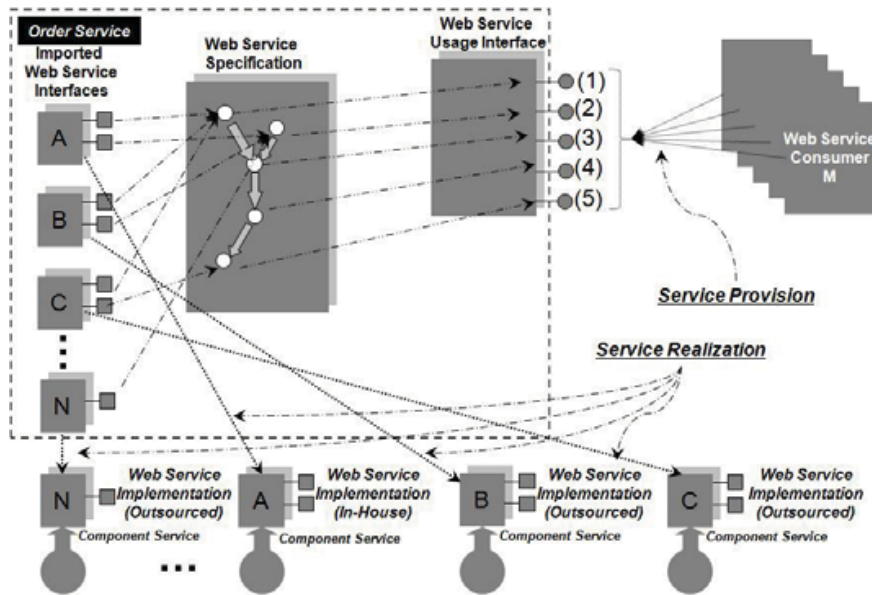 Order Service
Imported
Web Service
Interfaces
A
B
C
N
Web Service
Specification
Web Service
Usage Interface
(1)
(2)
(3)
(4)
(5)
Web Service
Consumer
M
Service Provision
Service Realization
N
Web Service
Implementation
(Outsourced)
Component Service
A
Web Service
Implementation
(In-House)
Component Service
B
Web Service
Implementation
(Outsourced)
Component Service
C
Web Service
Implementation
(Outsourced)
Component Service